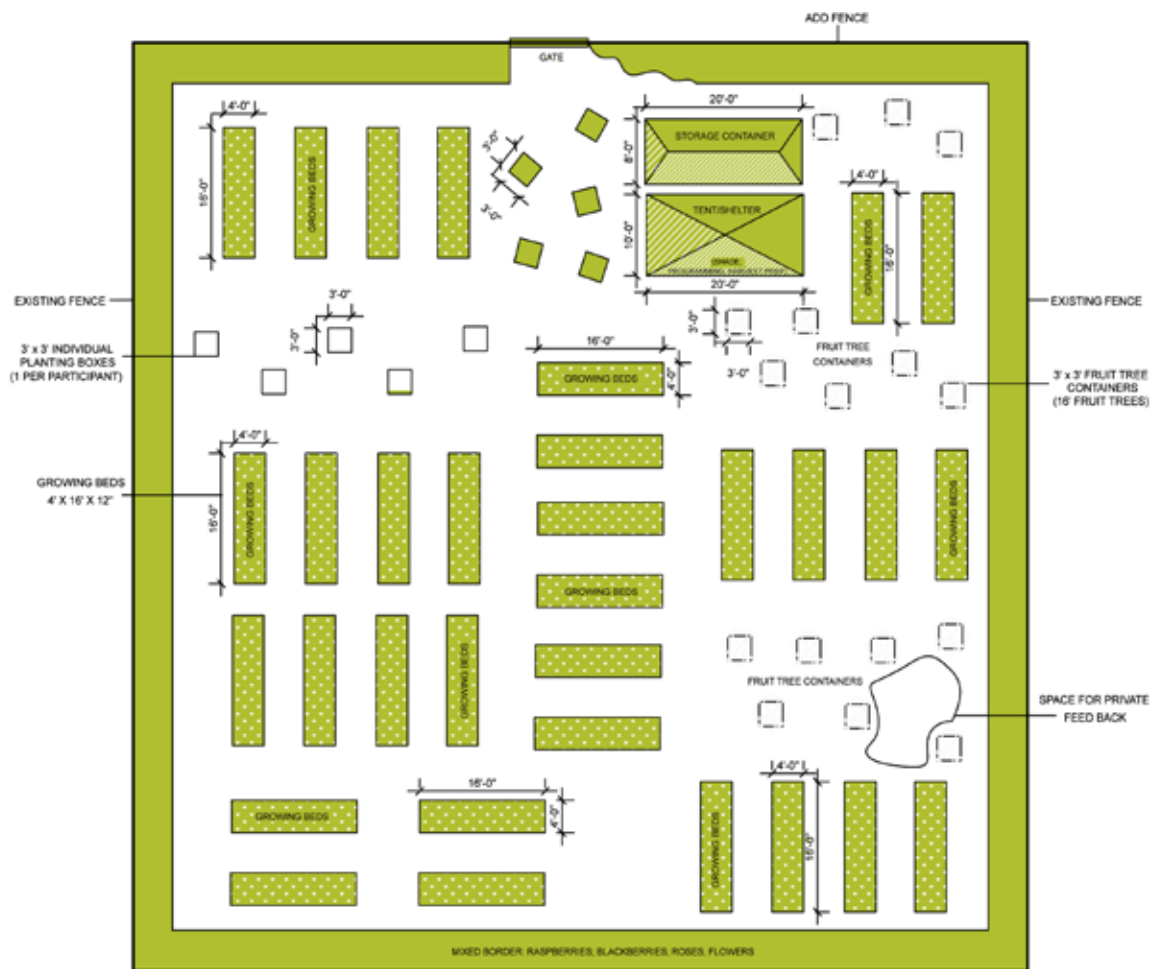 ADD FENCE
GATE
4'-0"
16'-0"
GROWING BEDS
3'-0"
3'-0"
20'-0"
8'-0"
STORAGE CONTAINER
10'-0"
TENT/SHELTER
(SHADE,
PROGRAMMING, HARVEST
20'-0"
4'-0"
GROWING BEDS
16'-0"
EXISTING FENCE
EXISTING FENCE
3' x 3' INDIVIDUAL
PLANTING BOXES
(1 PER PARTICIPANT)
3'-0"
3'-0"
16'-0"
GROWING BEDS
4'-0"
3'-0"
3'-0"
FRUIT TREE
CONTAINERS
3' x 3' FRUIT TREE
CONTAINERS
(16' FRUIT TREES)
GROWING BEDS
4' X 16' X 12"
4'-0"
16'-0"
GROWING BEDS
GROWING BEDS
GROWING BEDS
GROWING BEDS
FRUIT TREE CONTAINERS
SPACE FOR PRIVATE
FEED BACK
16'-0"
4'-0"
GROWING BEDS
4'-0"
16'-0"
GROWING BEDS
MIXED BORDER: RASPBERRIES, BLACKBERRIES, ROSES, FLOWERS